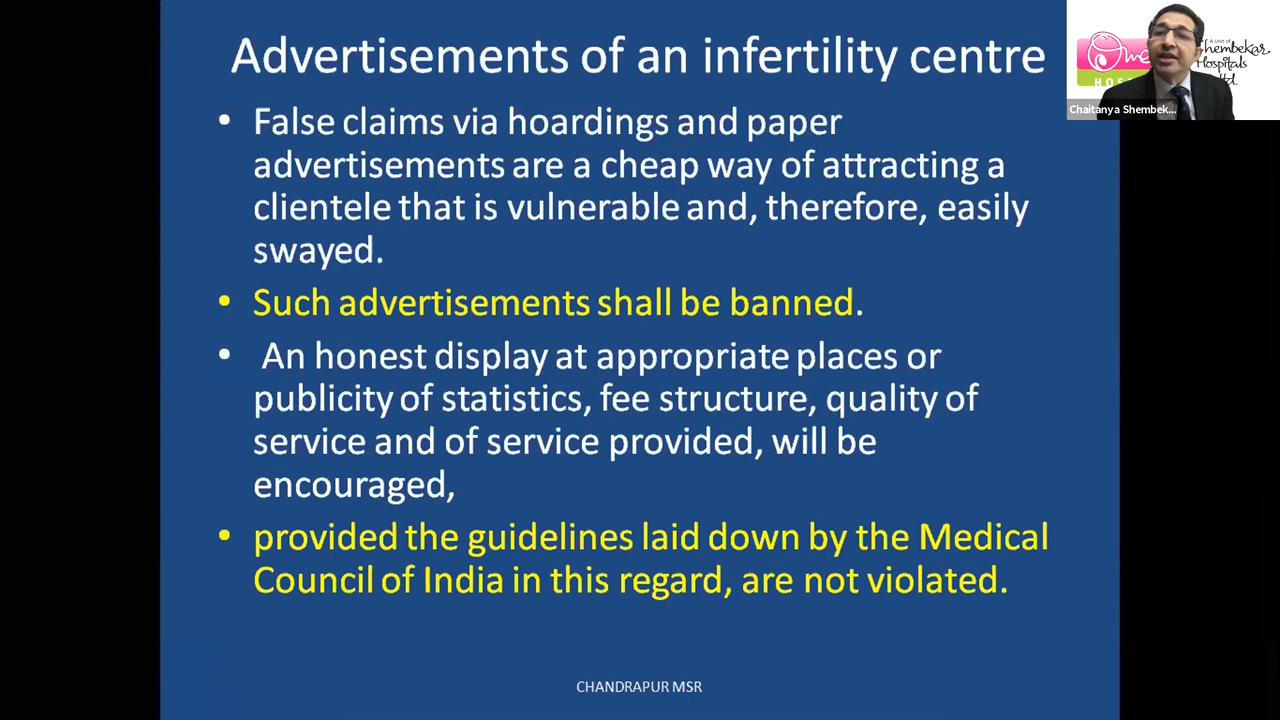 Advertisements of an infertility centre
• False claims via hoardings and paper
advertisements are a cheap way of attracting a
clientele that is vulnerable and, therefore, easily
swayed.
• Such advertisements shall be banned.
• An honest display at appropriate places or
publicity of statistics, fee structure, quality of
service and of service provided, will be
encouraged,
• provided the guidelines laid down by the Medical
Council of India in this regard, are not violated.
CHANDRAPUR MSR
A Unit of
Hospitals
Chaitanya Shembek...